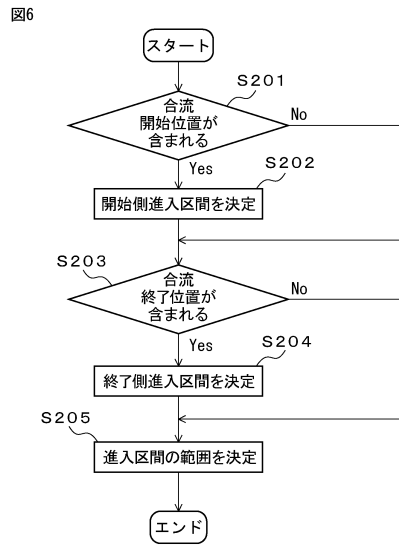 図6
スタート
S201
合流
開始位置が
含まれる
No
Yes
S202
開始側進入区間を決定
S203
合流
終了位置が
含まれる
No
Yes
S204
終了側進入区間を決定
S205
進入区間の範囲を決定
エンド